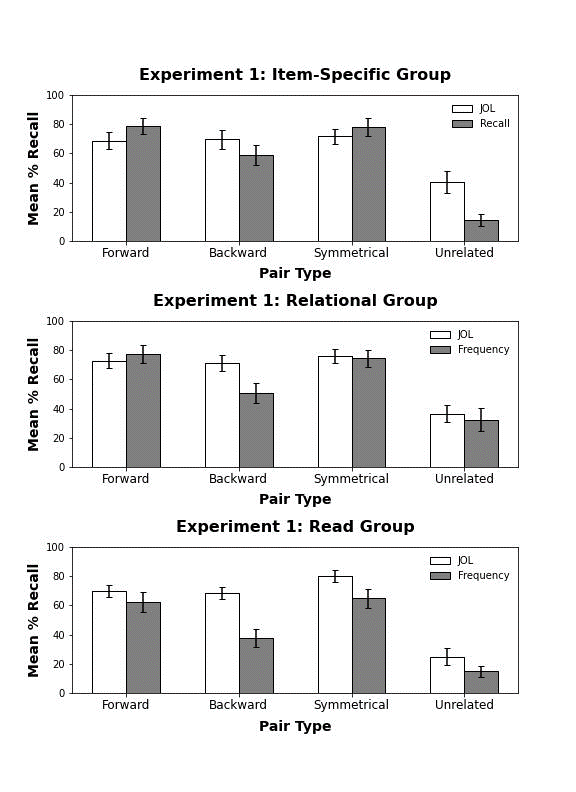 Experiment 1: Item-Specific Group
Mean % Recall
100
80
60
40
20
0
JOL
Recall
Forward Backward Symmetrical Unrelated
Pair Type
Experiment 1: Relational Group
Mean % Recall
100
80
60
40
20
0
JOL
Frequency
Forward Backward Symmetrical Unrelated
Pair Type
Experiment 1: Read Group
Mean % Recall
100
80
60
40
20
0
JOL
Frequency
Forward Backward Symmetrical Unrelated
Pair Type